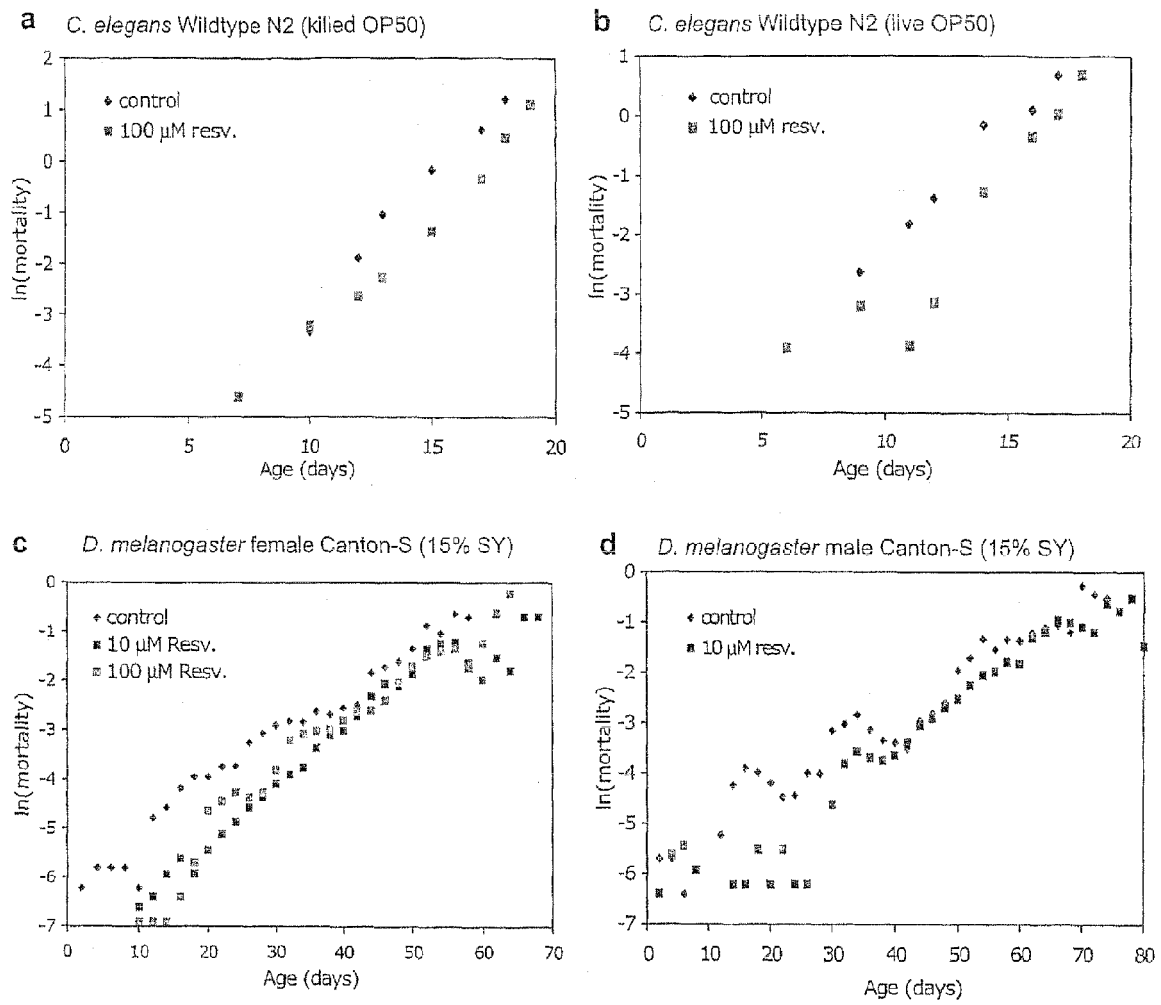 a C. elegans Wildtype N2 (killed OP50)
2
1
0
-1
-2
-3
-4
-5
ln(mortality)
control
100 µM resv.
0 5 10 15 20
Age (days)
b C. elegans Wildtype N2 (live OP50)
1
0
-1
-2
-3
-4
-5
ln(mortality)
control
100 µM resv.
0 5 10 15 20
Age (days)
c D. melanogaster female Canton-S (15% SY)
0
-1
-2
-3
-4
-5
-6
-7
ln(mortality)
control
10 µM Resv.
100 µM Resv.
0 10 20 30 40 50 60 70
Age (days)
d D. melanogaster male Canton-S (15% SY)
0
-1
-2
-3
-4
-5
-6
-7
ln(mortality)
control
10 µM resv.
0 10 20 30 40 50 60 70 80
Age (days)